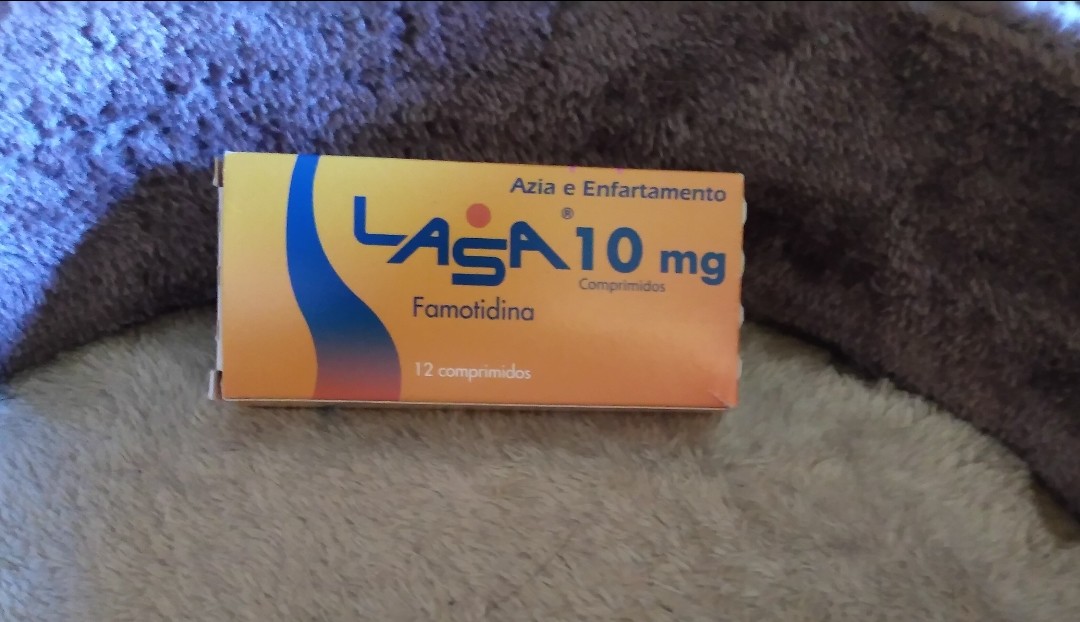 Azia e Enfartamento
LASA® 10 mg
Comprimidos
Famotidina
12 comprimidos